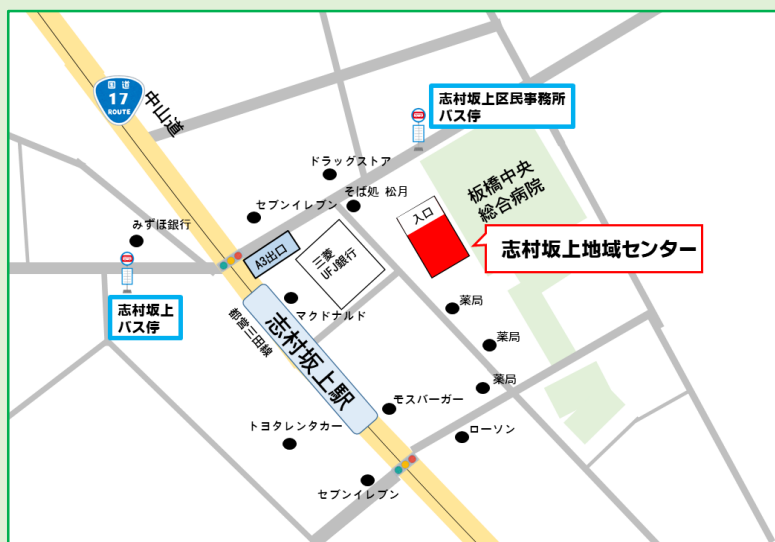 国道
17
ROUTE
中山道
志村坂上区民事務所
バス停
ドラッグストア
そば処 松月
セブンイレブン
みずほ銀行
板橋中央
総合病院
入口
志村坂上地域センター
A3出口
三菱
UFJ銀行
志村坂上
バス停
マクドナルド
都営三田線
志村坂上駅
薬局
薬局
薬局
モスバーガー
トヨタレンタカー
ローソン
セブンイレブン